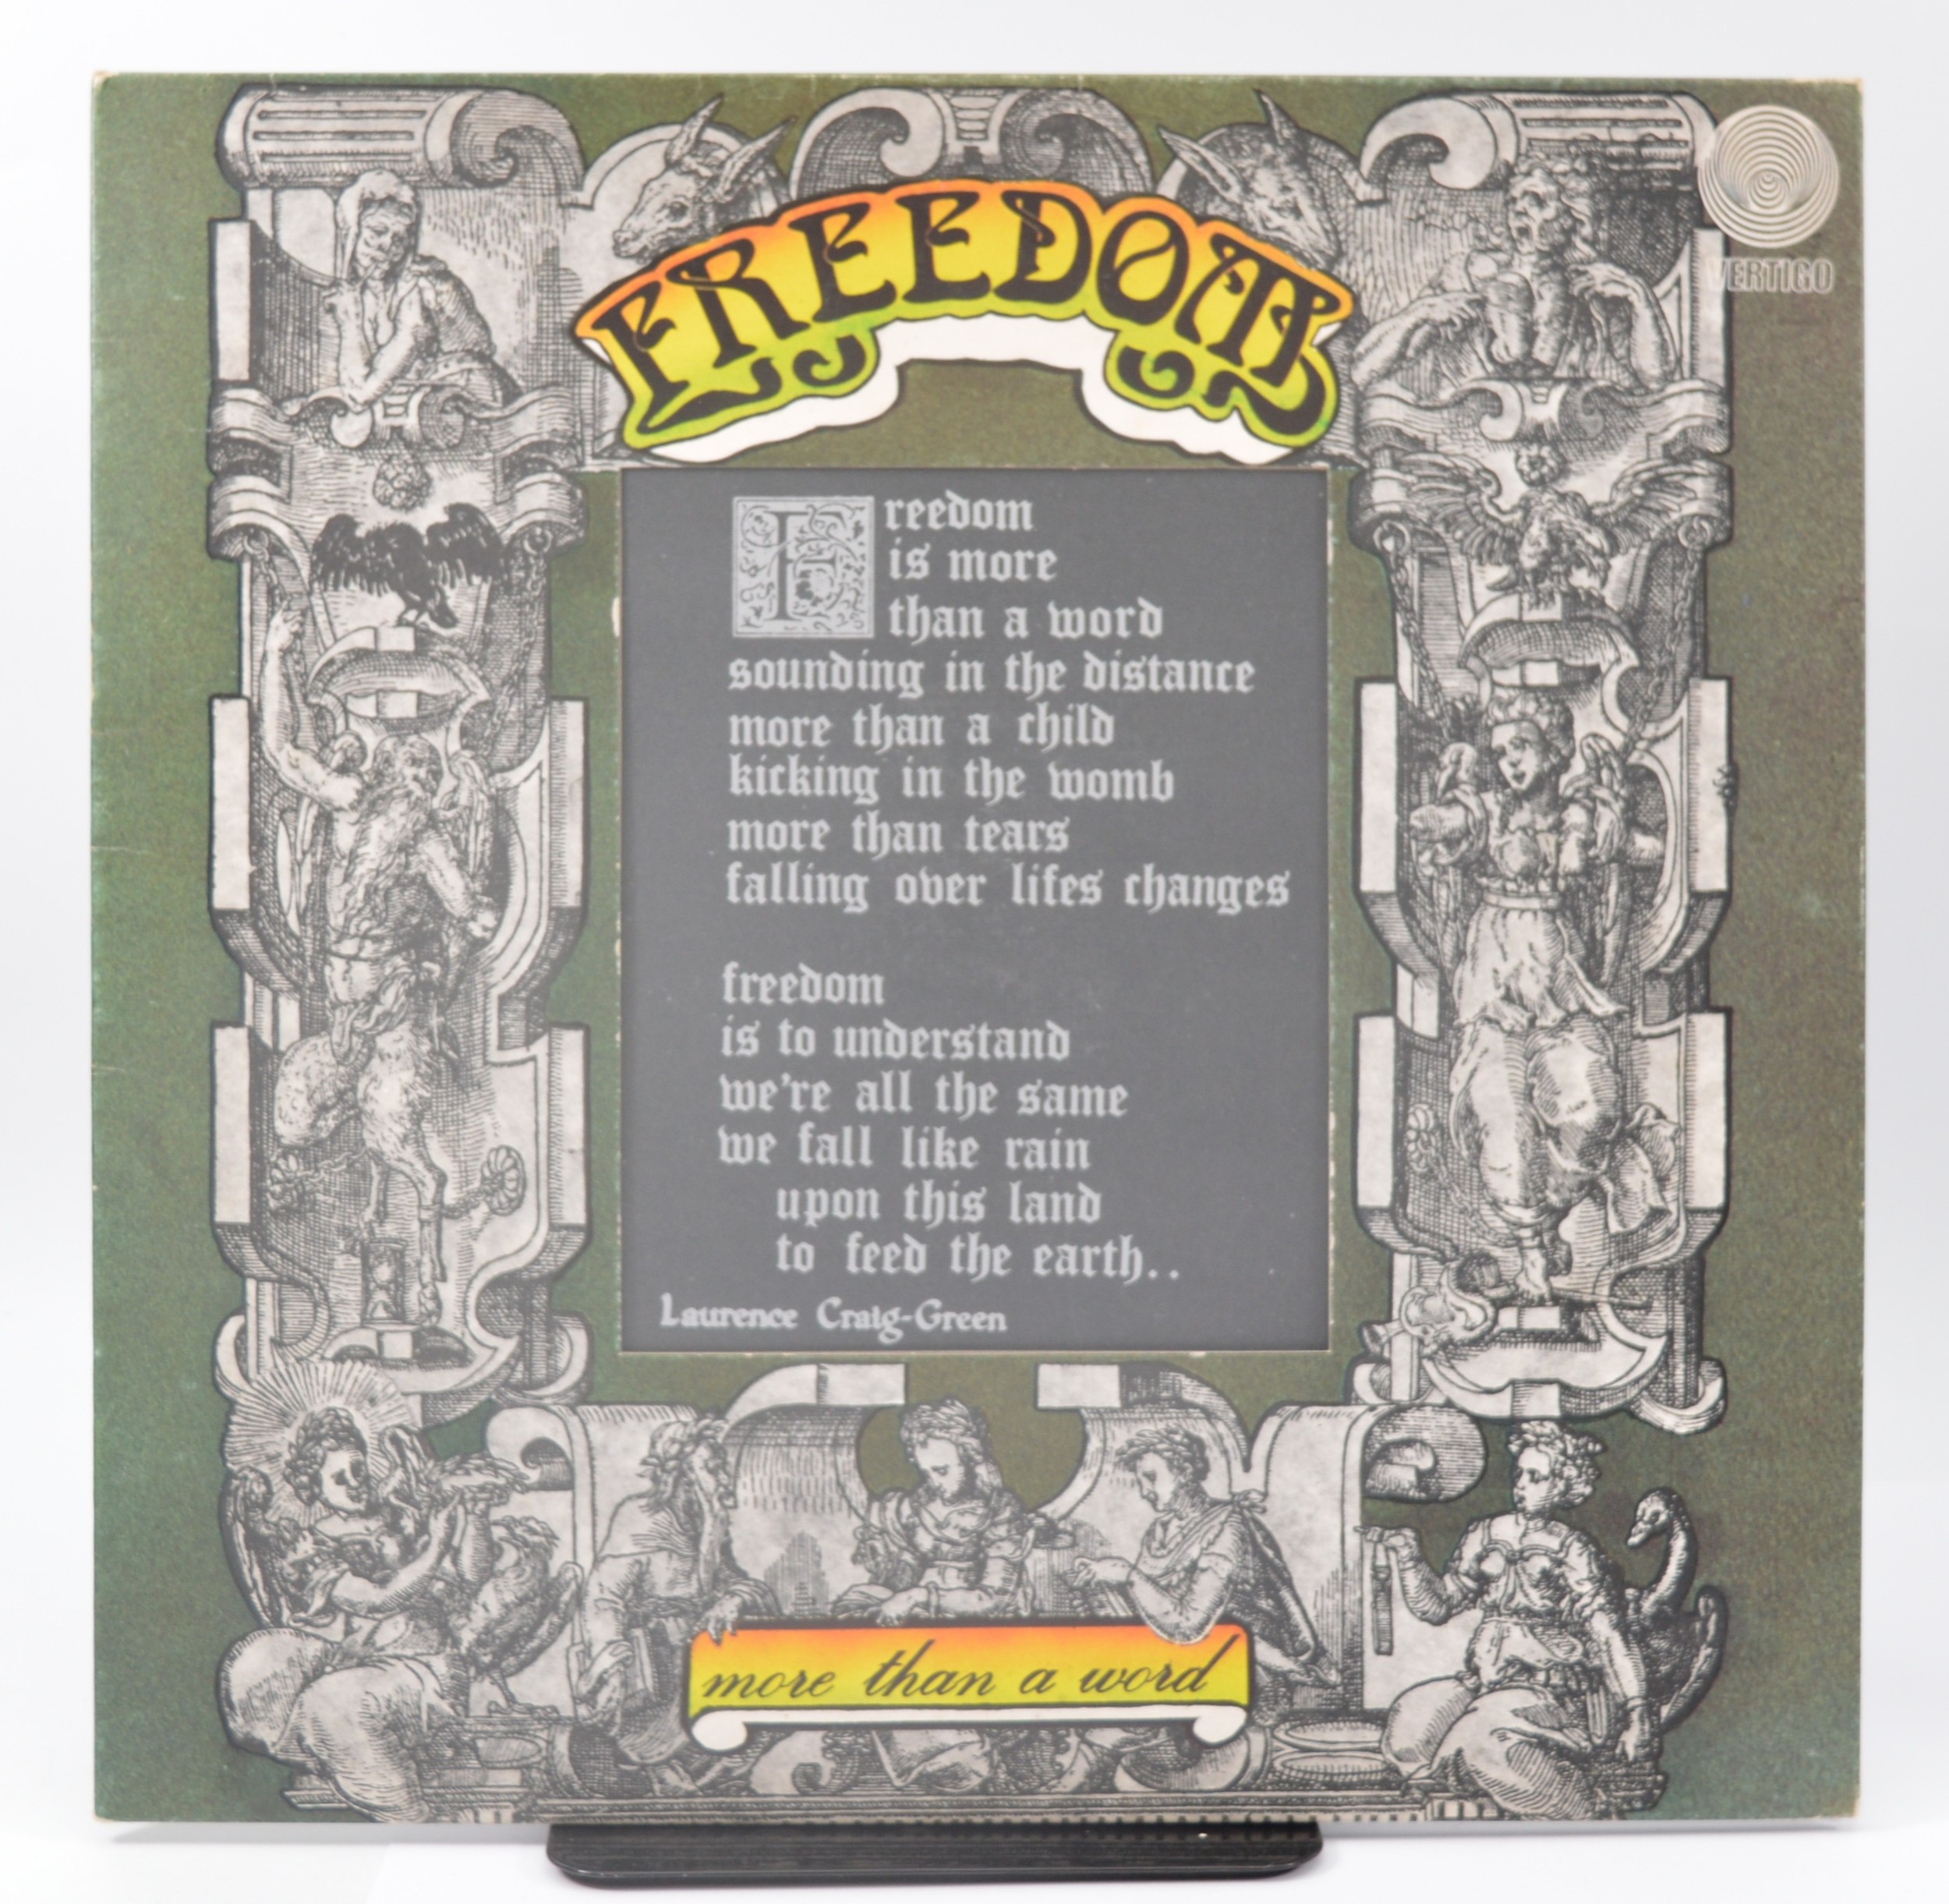 VERTIGO
FREEDOM
Freedom
is more
than a word
sounding in the distance
more than a child
kicking in the womb
more than tears
falling over lifes changes
freedom
is to understand
we're all the same
we fall like rain
upon this land
to feed the earth..
Laurence Craig-Green
more than a word